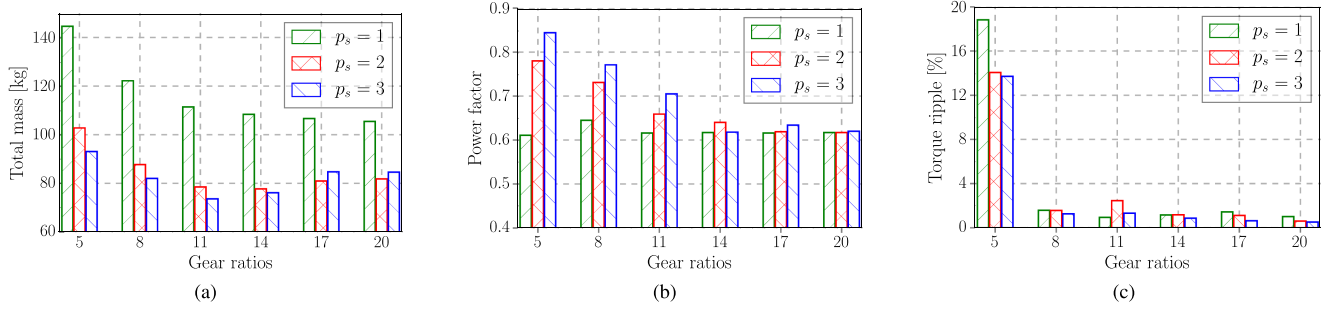 Total mass [kg]
140
120
100
80
60
5 8 11 14 17 20
Gear ratios
p_s = 1
p_s = 2
p_s = 3
(a)
Power factor
0.9
0.8
0.7
0.6
0.5
0.4
5 8 11 14 17 20
Gear ratios
p_s = 1
p_s = 2
p_s = 3
(b)
Torque ripple [%]
20
16
12
8
4
0
5 8 11 14 17 20
Gear ratios
p_s = 1
p_s = 2
p_s = 3
(c)